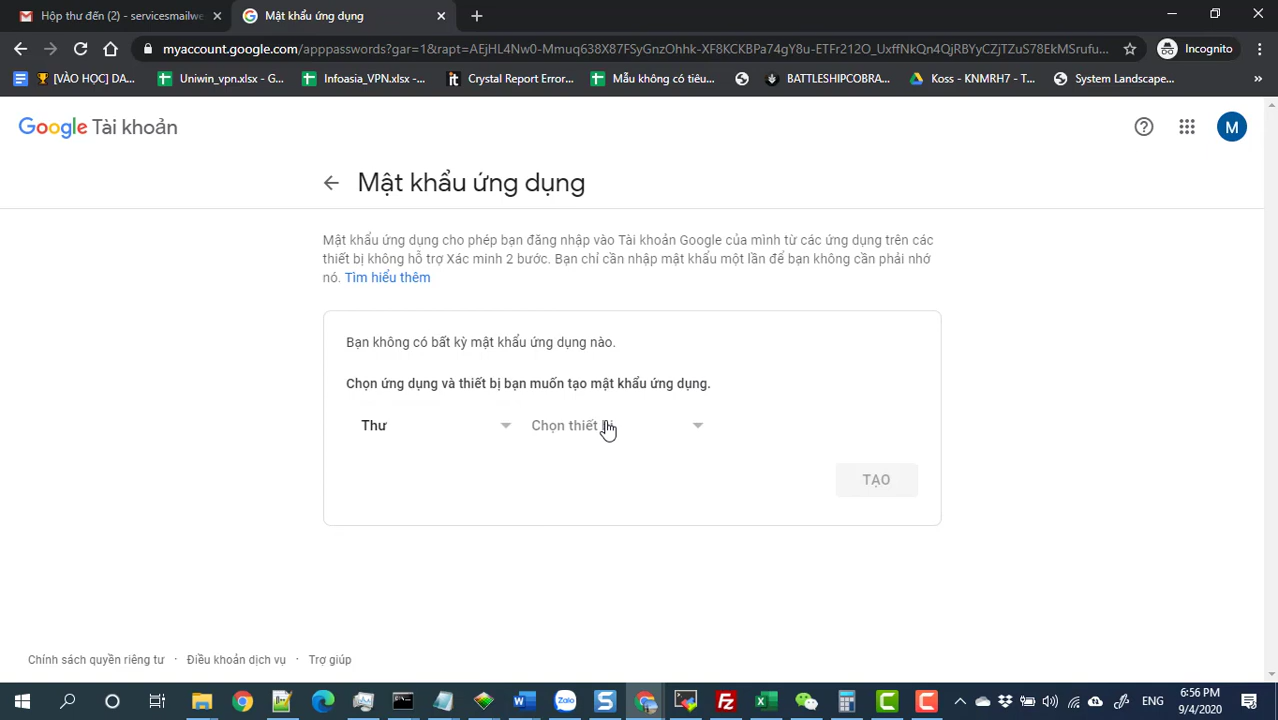 Hộp thư đến (2) - servicesmailwe
Mật khẩu ứng dụng
myaccount.google.com/apppasswords?gar=1&rapt=AEjHL4Nw0-Mmuq638X87FSyGnzOhhk-XF8KCKBPa74gY8u-ETFr212O_UxffNkQn4QjRBYyCZjTZuS78EkMSrufu...
Incognito
[VÀO HỌC] DA...
Uniwin_vpn.xlsx - G...
Infoasia_VPN.xlsx -...
Crystal Report Error...
Mẫu không có tiêu...
BATTLESHIPCOBRA...
Koss - KNMRH7 - T...
System Landscape...
Google Tài khoản
M
Mật khẩu ứng dụng
Mật khẩu ứng dụng cho phép bạn đăng nhập vào Tài khoản Google của mình từ các ứng dụng trên các
thiết bị không hỗ trợ Xác minh 2 bước. Bạn chỉ cần nhập mật khẩu một lần để bạn không cần phải nhớ
nó. Tìm hiểu thêm
Bạn không có bất kỳ mật khẩu ứng dụng nào.
Chọn ứng dụng và thiết bị bạn muốn tạo mật khẩu ứng dụng.
Thư
Chọn thiết bị
TẠO
Chính sách quyền riêng tư · Điều khoản dịch vụ · Trợ giúp
ENG
6:56 PM
9/4/2020